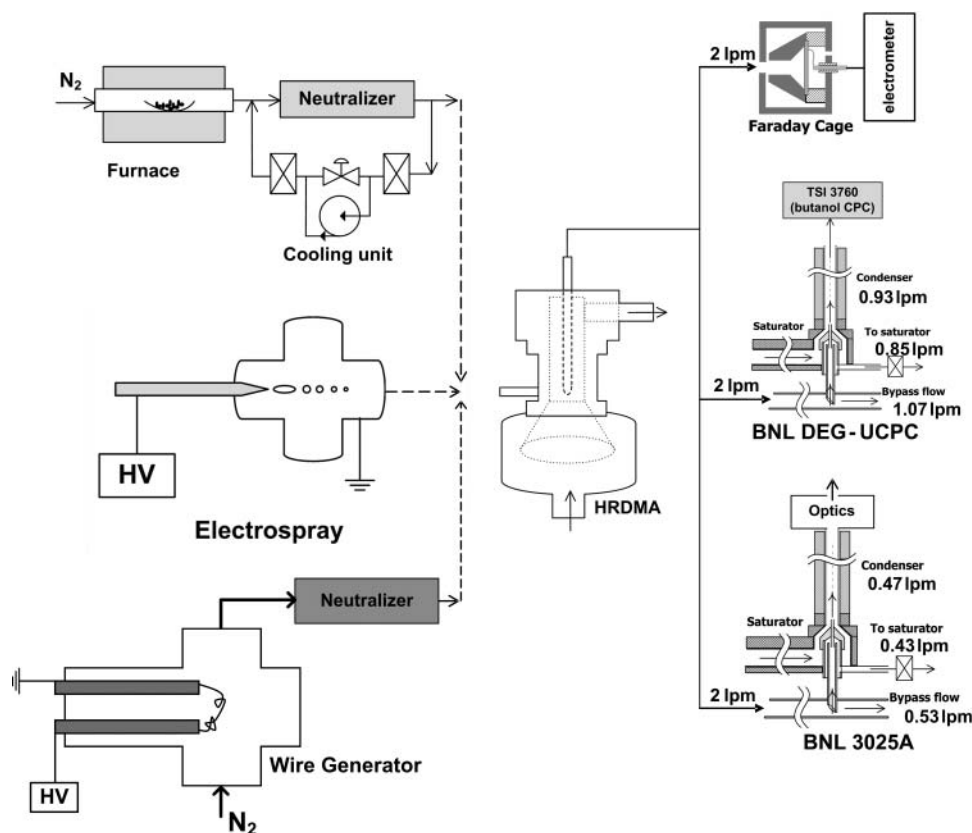 N2
Neutralizer
Furnace
Cooling unit
HV
Electrospray
Neutralizer
HV
Wire Generator
N2
HRDMA
2 lpm
Faraday Cage
electrometer
TSI 3760
(butanol CPC)
Condenser
0.93 lpm
Saturator
To saturator
0.85 lpm
2 lpm
Bypass flow
1.07 lpm
BNL DEG-UCPC
Optics
Condenser
0.47 lpm
Saturator
To saturator
0.43 lpm
2 lpm
Bypass flow
0.53 lpm
BNL 3025A